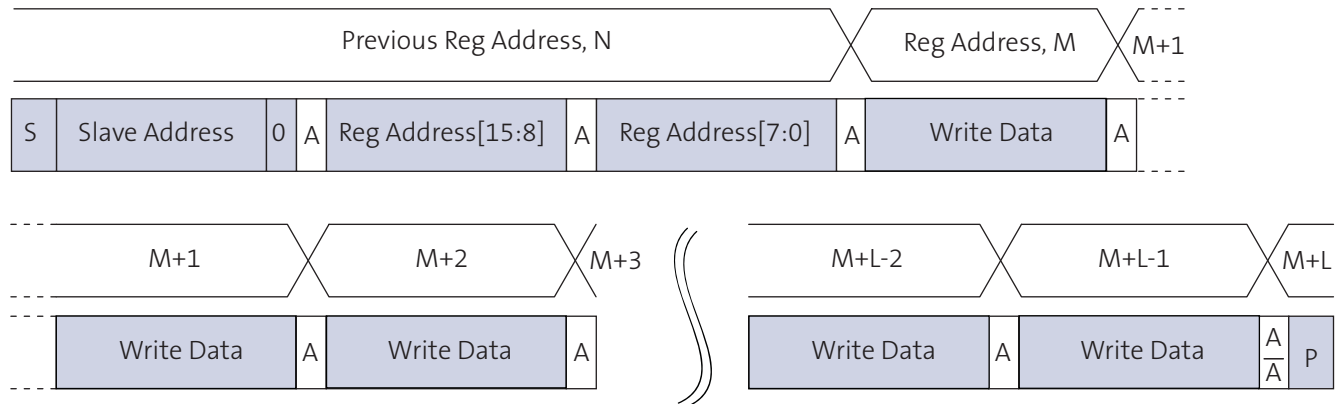 Previous Reg Address, N Reg Address, M M+1
S Slave Address 0 A Reg Address[15:8] A Reg Address[7:0] A Write Data A
M+1 M+2 M+3 M+L-2 M+L-1 M+L
Write Data A Write Data A Write Data A Write Data A/A̅ P